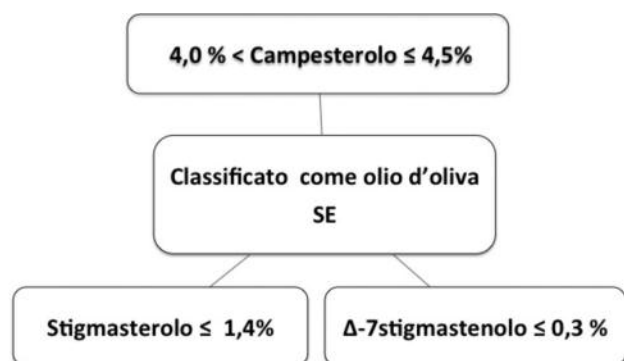 4,0 % < Campesterolo ≤ 4,5%
Classificato come olio d'oliva
SE
Stigmasterolo ≤ 1,4%
Δ-7stigmastenolo ≤ 0,3 %